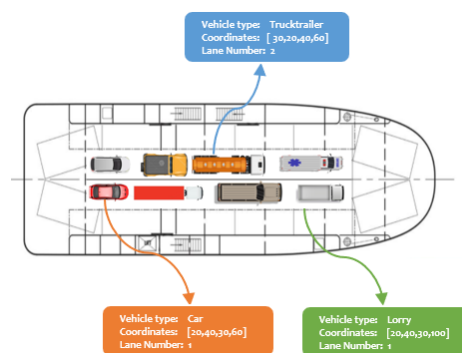 Vehicle type: Trucktrailer
Coordinates: [ 30,20,40,60]
Lane Number: 2
Vehicle type: Car
Coordinates: [20,40,30,60]
Lane Number: 1
Vehicle type: Lorry
Coordinates: [20,40,30,100]
Lane Number: 1